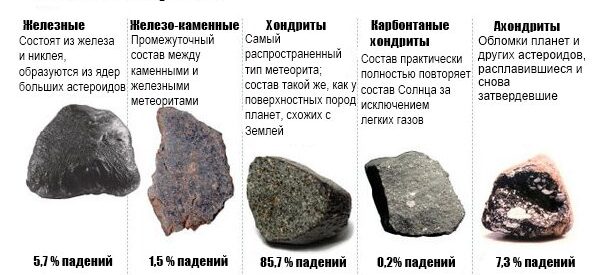 Железные
Состоят из железа
и никлея,
образуются из ядер
больших астероидов
5,7 % падений
Железо-каменные
Промежуточный
состав между
каменными и
железными
метеоритами
1,5 % падений
Хондриты
Самый
распространенный
тип метеорита;
состав такой же, как у
поверхностных пород
планет, схожих с
Землей
85,7 % падений
Карбонтаные
хондриты
Состав практически
полностью повторяет
состав Солнца за
исключением
легких газов
0,2% падений
Ахондриты
Обломки планет и
других астероидов,
расплавившиеся и
снова
затвердевшие
7,3 % падений